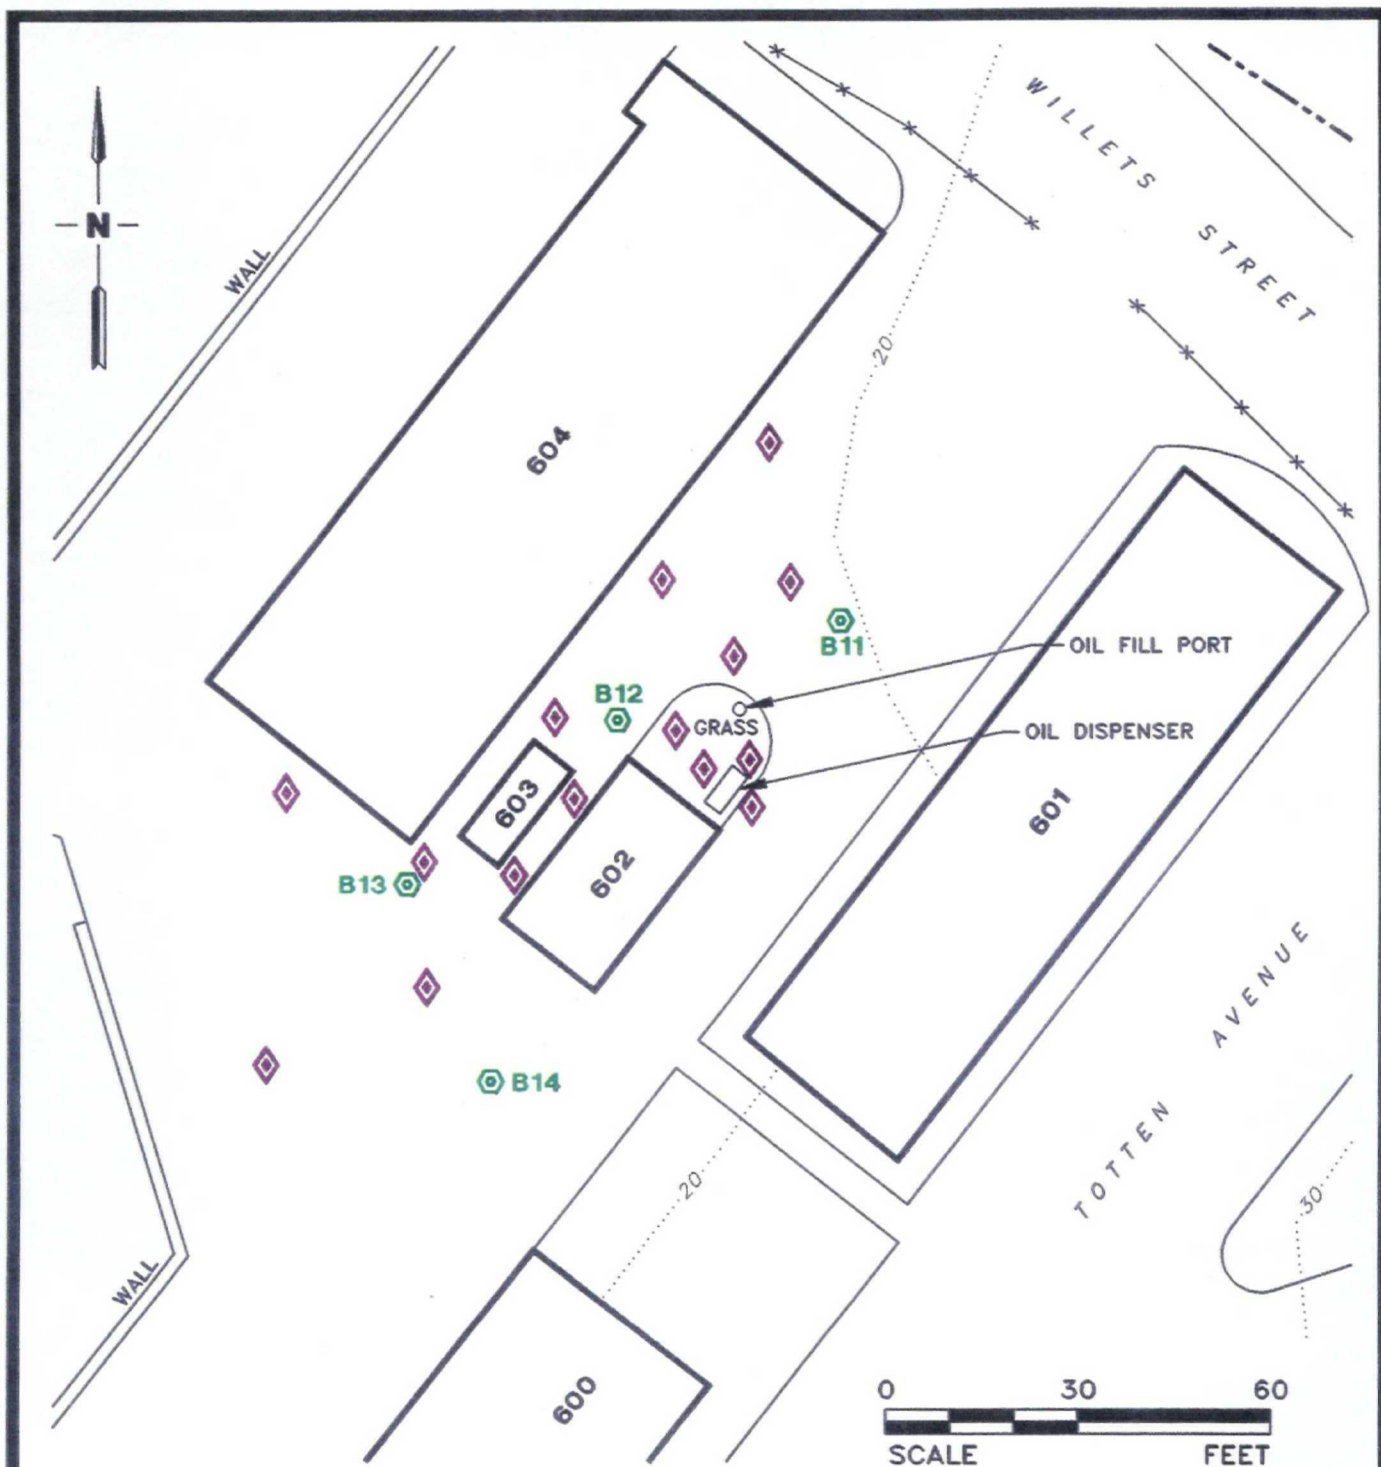 WILLETS STREET
N
WALL
20
604
B11
OIL FILL PORT
B12
GRASS
OIL DISPENSER
603
601
602
B13
AVENUE
B14
TOTTEN
20
30
WALL
600
0 30 60
SCALE FEET